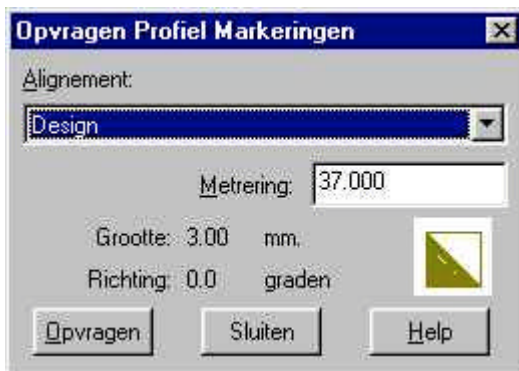 Opvragen Profiel Markeringen
Alignement:
Design
Metrering: 37.000
Grootte: 3.00 mm.
Richting: 0.0 graden
Opvragen Sluiten Help